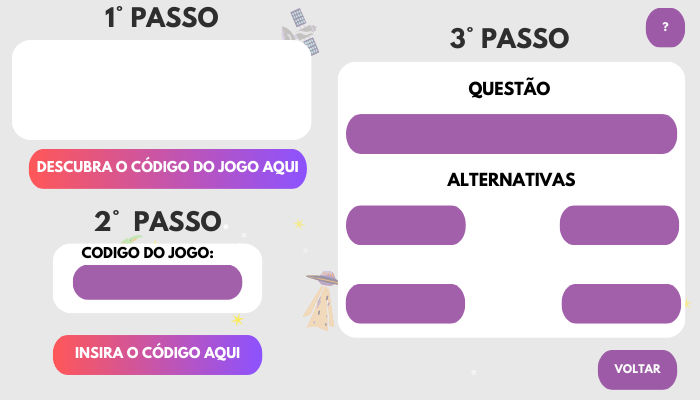 1° PASSO
DESCUBRA O CÓDIGO DO JOGO AQUI
2° PASSO
CODIGO DO JOGO:
INSIRA O CÓDIGO AQUI
3° PASSO
?
QUESTÃO
ALTERNATIVAS
VOLTAR